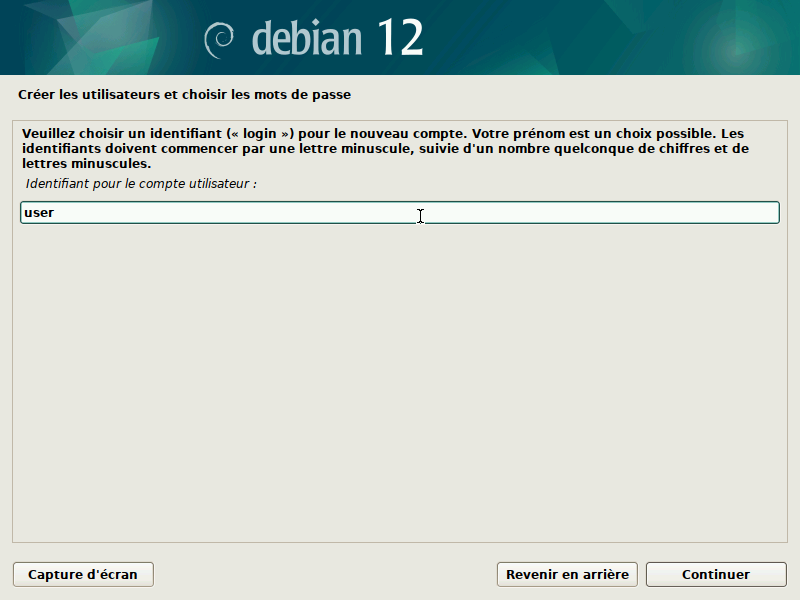 debian 12
Créer les utilisateurs et choisir les mots de passe
Veuillez choisir un identifiant (« login ») pour le nouveau compte. Votre prénom est un choix possible. Les
identifiants doivent commencer par une lettre minuscule, suivie d'un nombre quelconque de chiffres et de
lettres minuscules.
Identifiant pour le compte utilisateur :
user
Capture d'écran
Revenir en arrière
Continuer